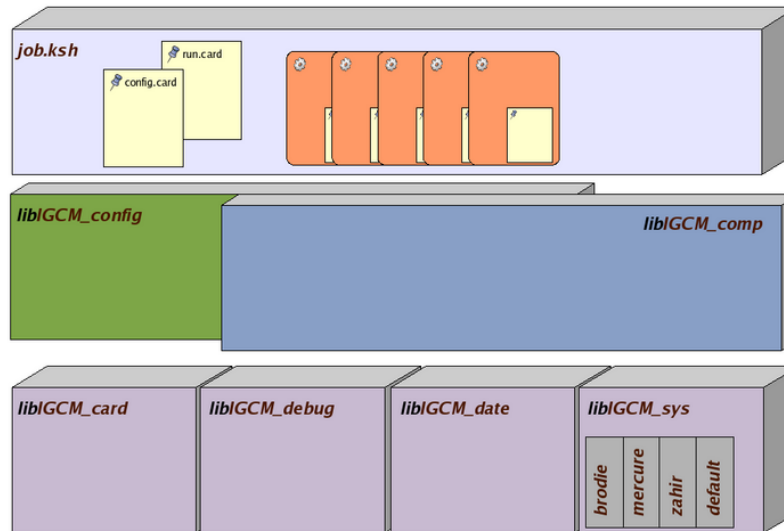 job.ksh
run.card
config.card
libIGCM_config
libIGCM_comp
libIGCM_card
libIGCM_debug
libIGCM_date
libIGCM_sys
brodie
mercure
zahir
default